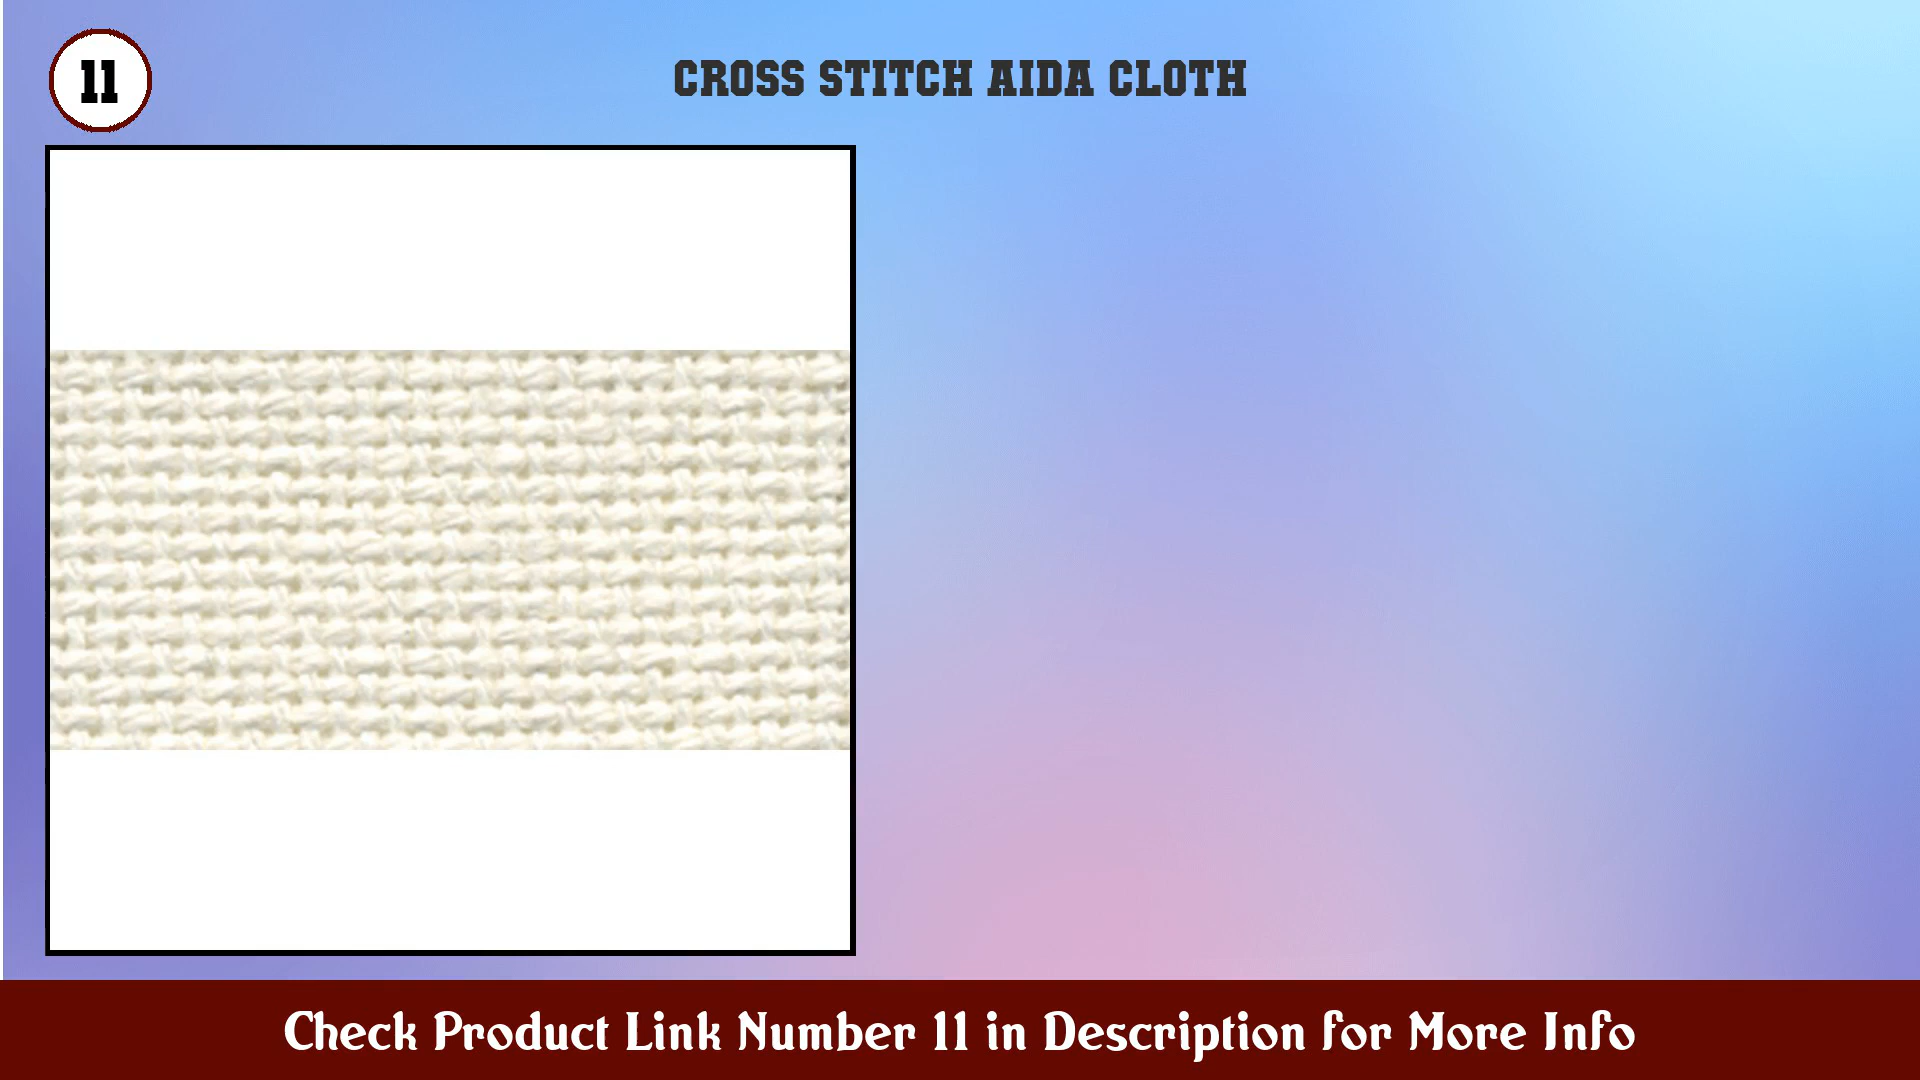 11
CROSS STITCH AIDA CLOTH
Check Product Link Number 11 in Description for More Info